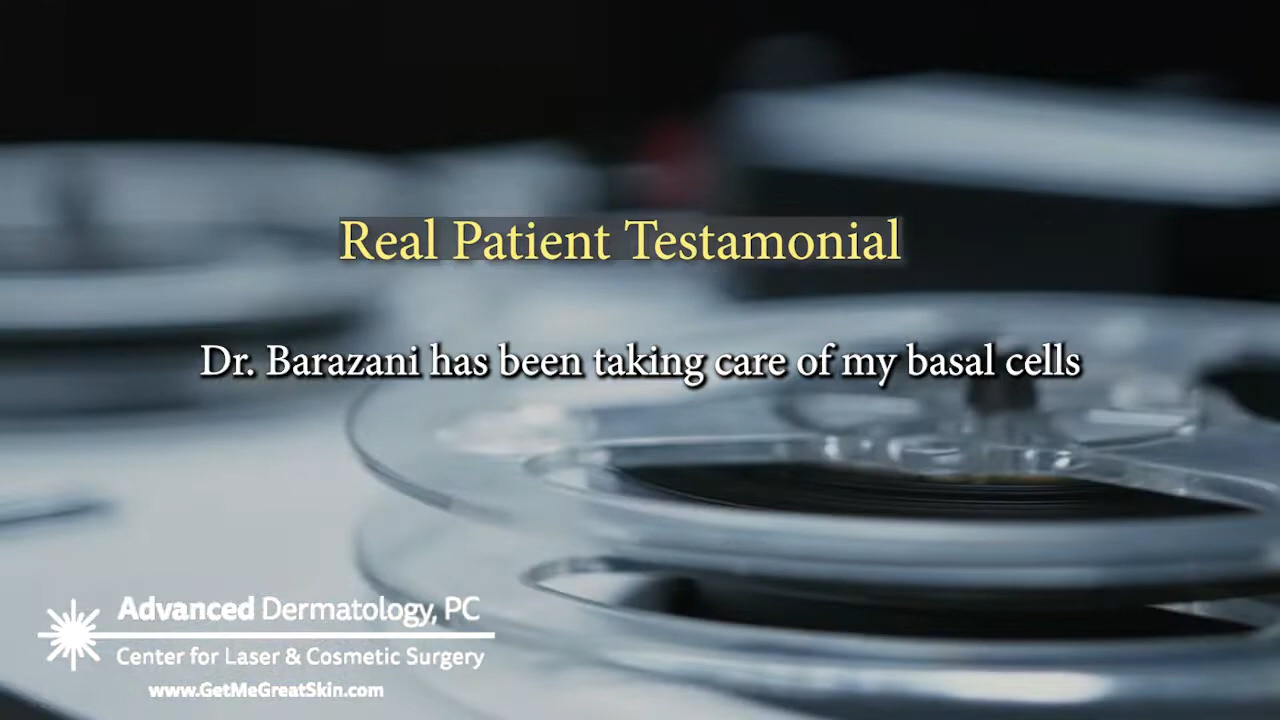 Real Patient Testamonial
Dr. Barazani has been taking care of my basal cells
Advanced Dermatology, PC
Center for Laser & Cosmetic Surgery
www.GetMeGreatSkin.com